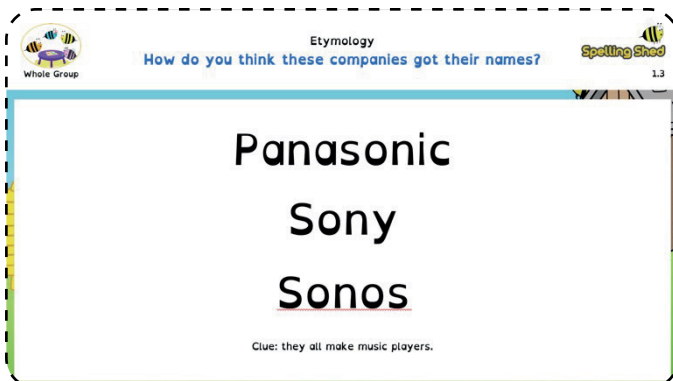 Etymology
How do you think these companies got their names?
Whole Group
Spelling Shed
1.3
Panasonic
Sony
Sonos
Clue: they all make music players.